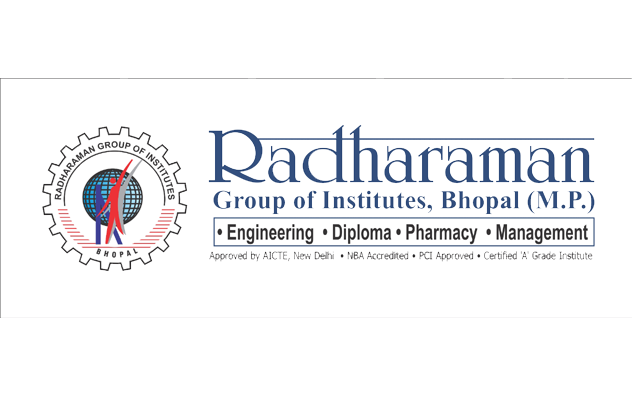 RADHARAMAN GROUP OF INSTITUTES
BHOPAL
Radharaman
Group of Institutes, Bhopal (M.P.)
• Engineering • Diploma • Pharmacy • Management
Approved by AICTE, New Delhi • NBA Accredited • PCI Approved • Certified 'A' Grade Institute